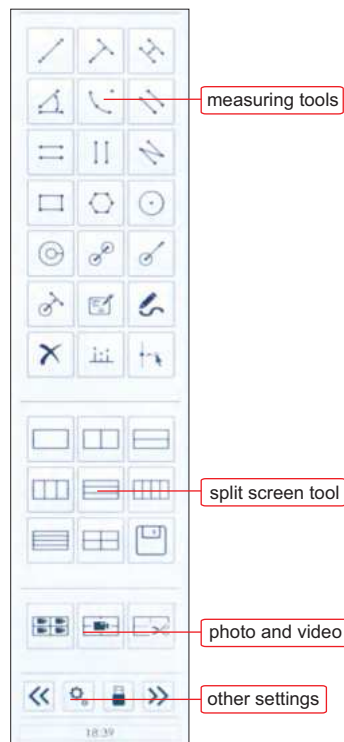 measuring tools
split screen tool
photo and video
other settings
18:39